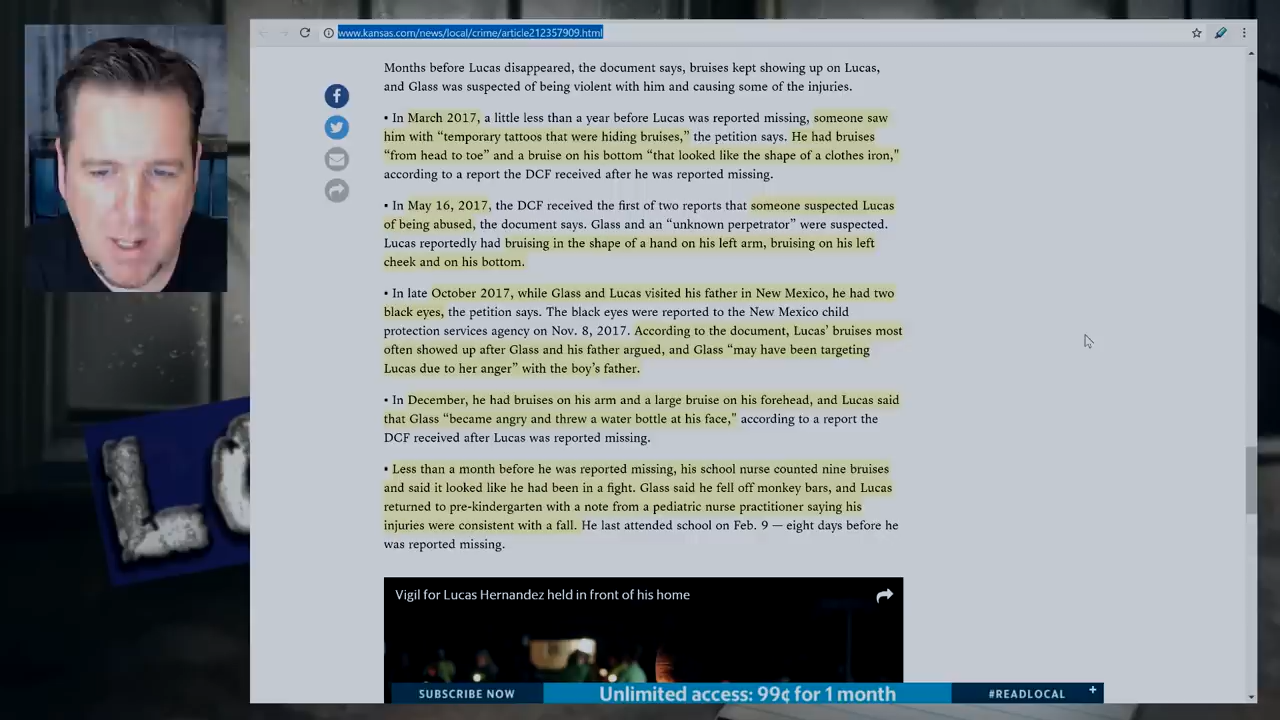 www.kansas.com/news/local/crime/article212357909.html
Months before Lucas disappeared, the document says, bruises kept showing up on Lucas,
and Glass was suspected of being violent with him and causing some of the injuries.
• In March 2017, a little less than a year before Lucas was reported missing, someone saw
him with “temporary tattoos that were hiding bruises,” the petition says. He had bruises
“from head to toe” and a bruise on his bottom “that looked like the shape of a clothes iron,”
according to a report the DCF received after he was reported missing.
• In May 16, 2017, the DCF received the first of two reports that someone suspected Lucas
of being abused, the document says. Glass and an “unknown perpetrator” were suspected.
Lucas reportedly had bruising in the shape of a hand on his left arm, bruising on his left
cheek and on his bottom.
• In late October 2017, while Glass and Lucas visited his father in New Mexico, he had two
black eyes, the petition says. The black eyes were reported to the New Mexico child
protection services agency on Nov. 8, 2017. According to the document, Lucas’ bruises most
often showed up after Glass and his father argued, and Glass “may have been targeting
Lucas due to her anger” with the boy’s father.
• In December, he had bruises on his arm and a large bruise on his forehead, and Lucas said
that Glass “became angry and threw a water bottle at his face,” according to a report the
DCF received after Lucas was reported missing.
• Less than a month before he was reported missing, his school nurse counted nine bruises
and said it looked like he had been in a fight. Glass said he fell off monkey bars, and Lucas
returned to pre-kindergarten with a note from a pediatric nurse practitioner saying his
injuries were consistent with a fall. He last attended school on Feb. 9 — eight days before he
was reported missing.
Vigil for Lucas Hernandez held in front of his home
SUBSCRIBE NOW
Unlimited access: 99¢ for 1 month
#READLOCAL
+